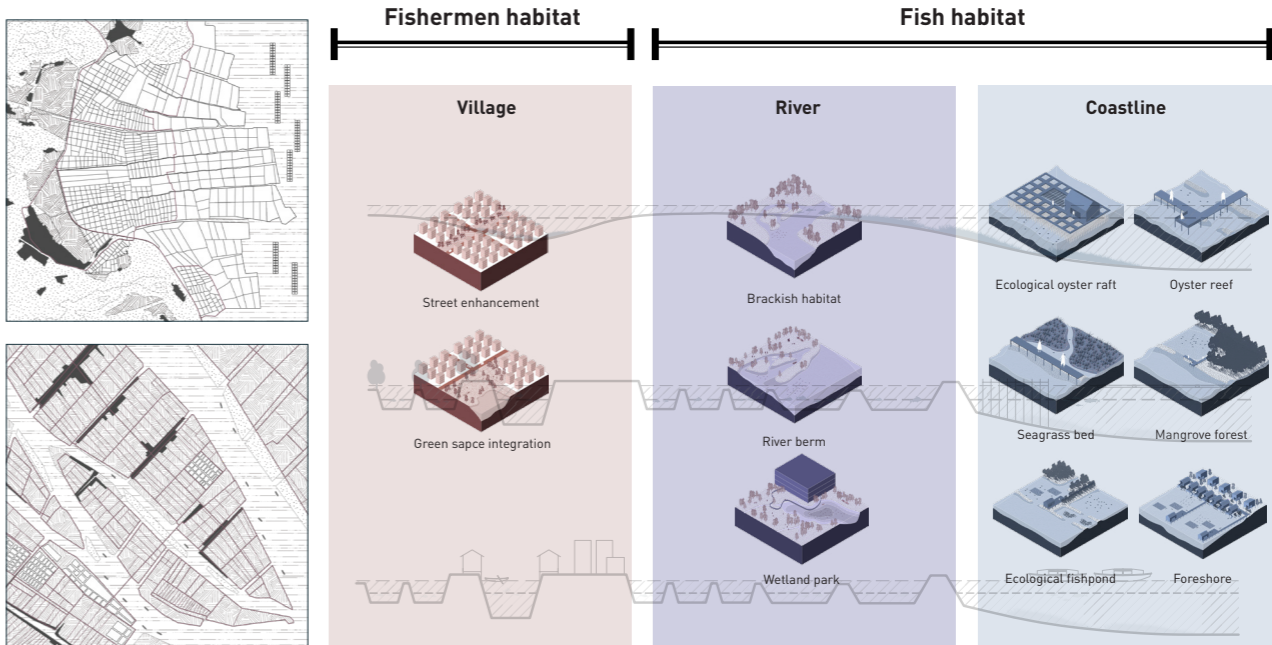 Fishermen habitat
Fish habitat
Village
River
Coastline
Street enhancement
Brackish habitat
Ecological oyster raft
Oyster reef
Green sapce integration
River berm
Seagrass bed
Mangrove forest
Wetland park
Ecological fishpond
Foreshore